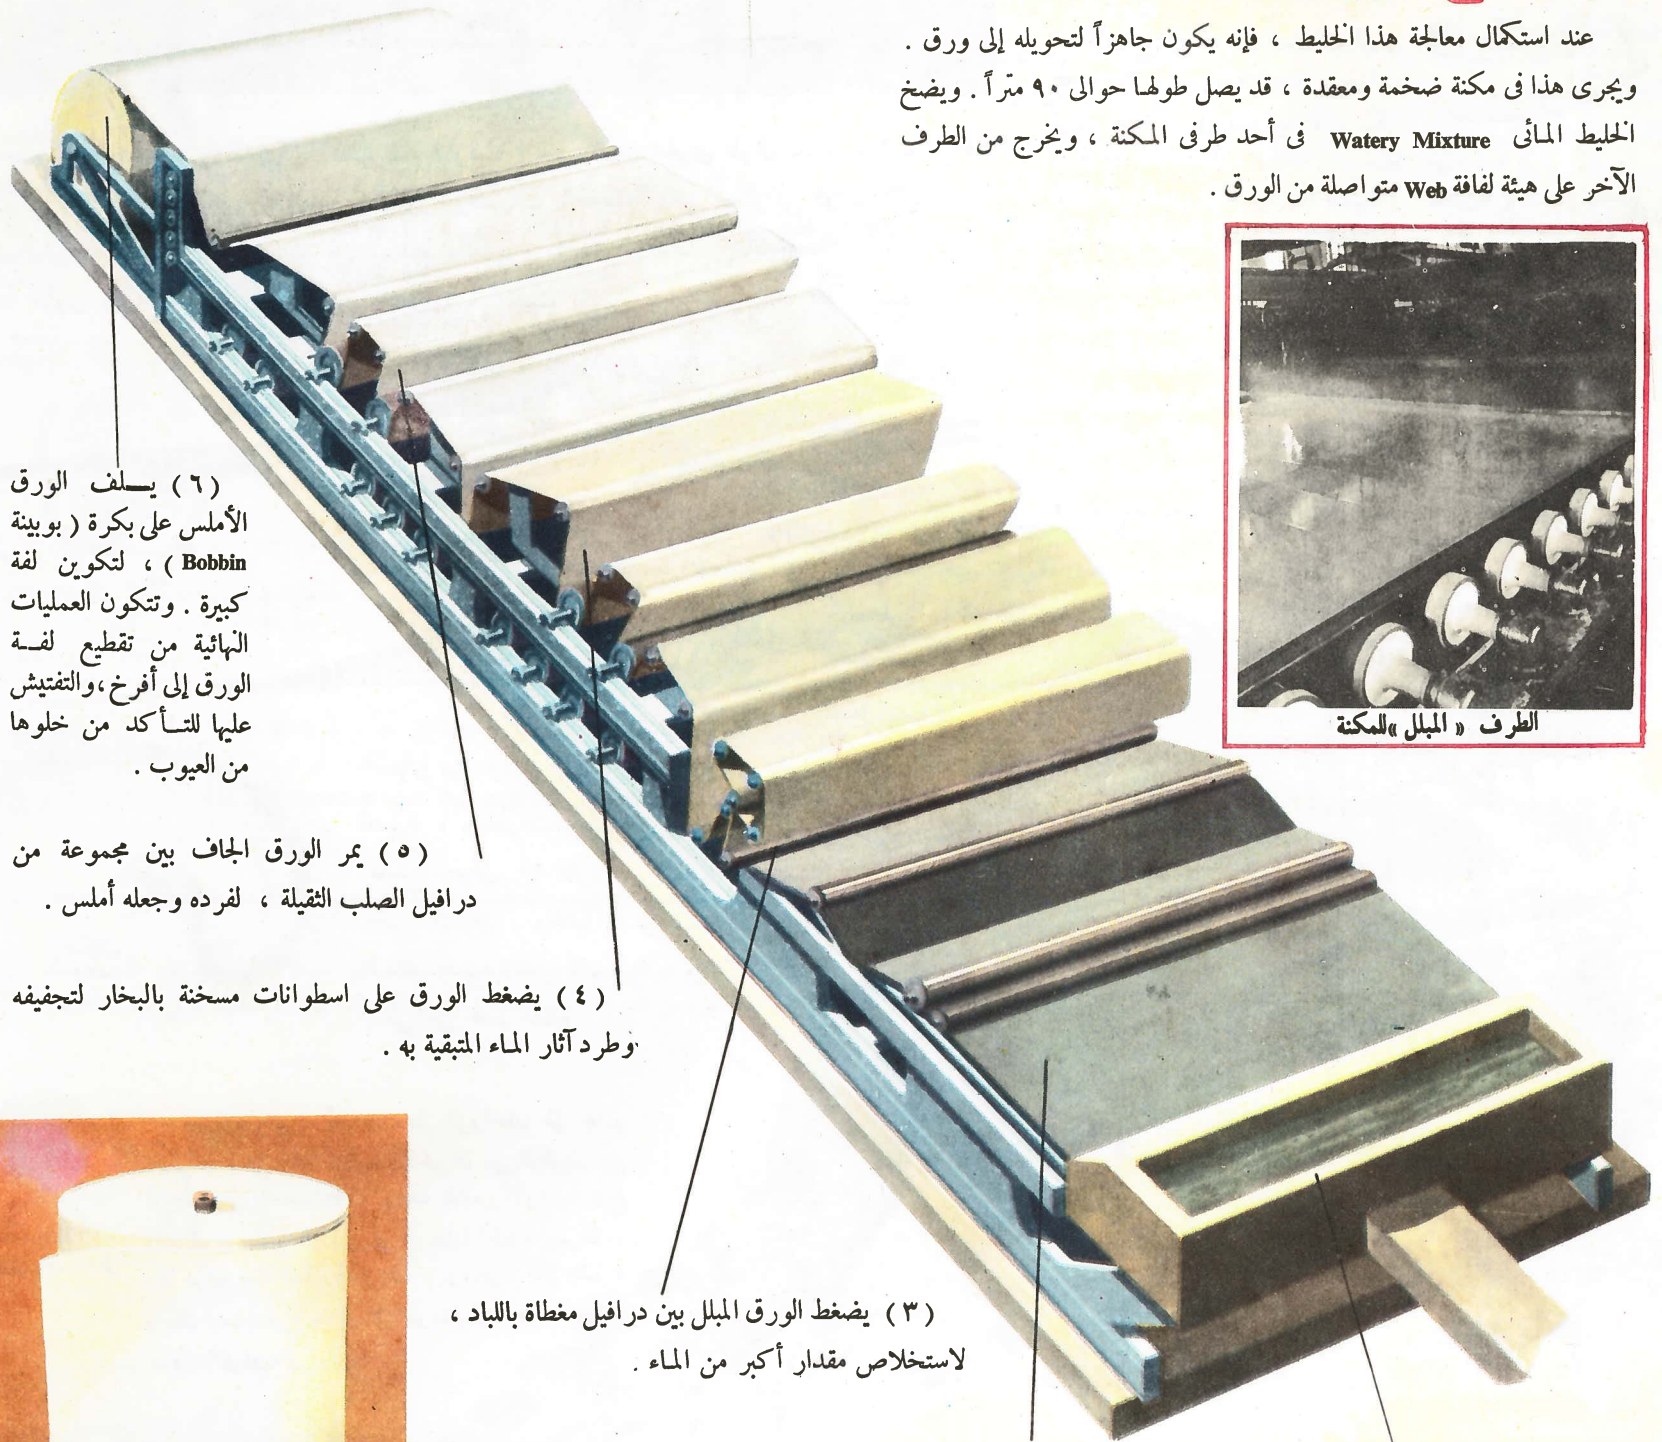 عند استكمال معالجة هذا الخليط ، فإنه يكون جاهزاً لتحويله إلى ورق .
ويجرى هذا فى مكنة ضخمة ومعقدة ، قد يصل طولها حوالى ٩٠ متراً . ويضخ
الخليط المائى Watery Mixture فى أحد طرفى المكنة ، ويخرج من الطرف
الآخر على هيئة لفافة Web متواصلة من الورق .
الطرف « المبلل » للمكنة
( ٦ ) يـلف الورق
الأملس على بكرة ( بوبينة
Bobbin ) ، لتكوين لفة
كبيرة . وتتكون العمليات
النهائية من تقطيع لفـة
الورق إلى أفرخ ، والتفتيش
عليها للتـأكد من خلوها
من العيوب .
( ٥ ) يمر الورق الجاف بين مجموعة من
درافيل الصلب الثقيلة ، لفرده وجعله أملس .
( ٤ ) يضغط الورق على اسطوانات مسخنة بالبخار لتجفيفه
وطرد آثار الماء المتبقية به .
( ٣ ) يضغط الورق المبلل بين درافيل مغطاة باللباد ،
لاستخلاص مقدار أكبر من الماء .